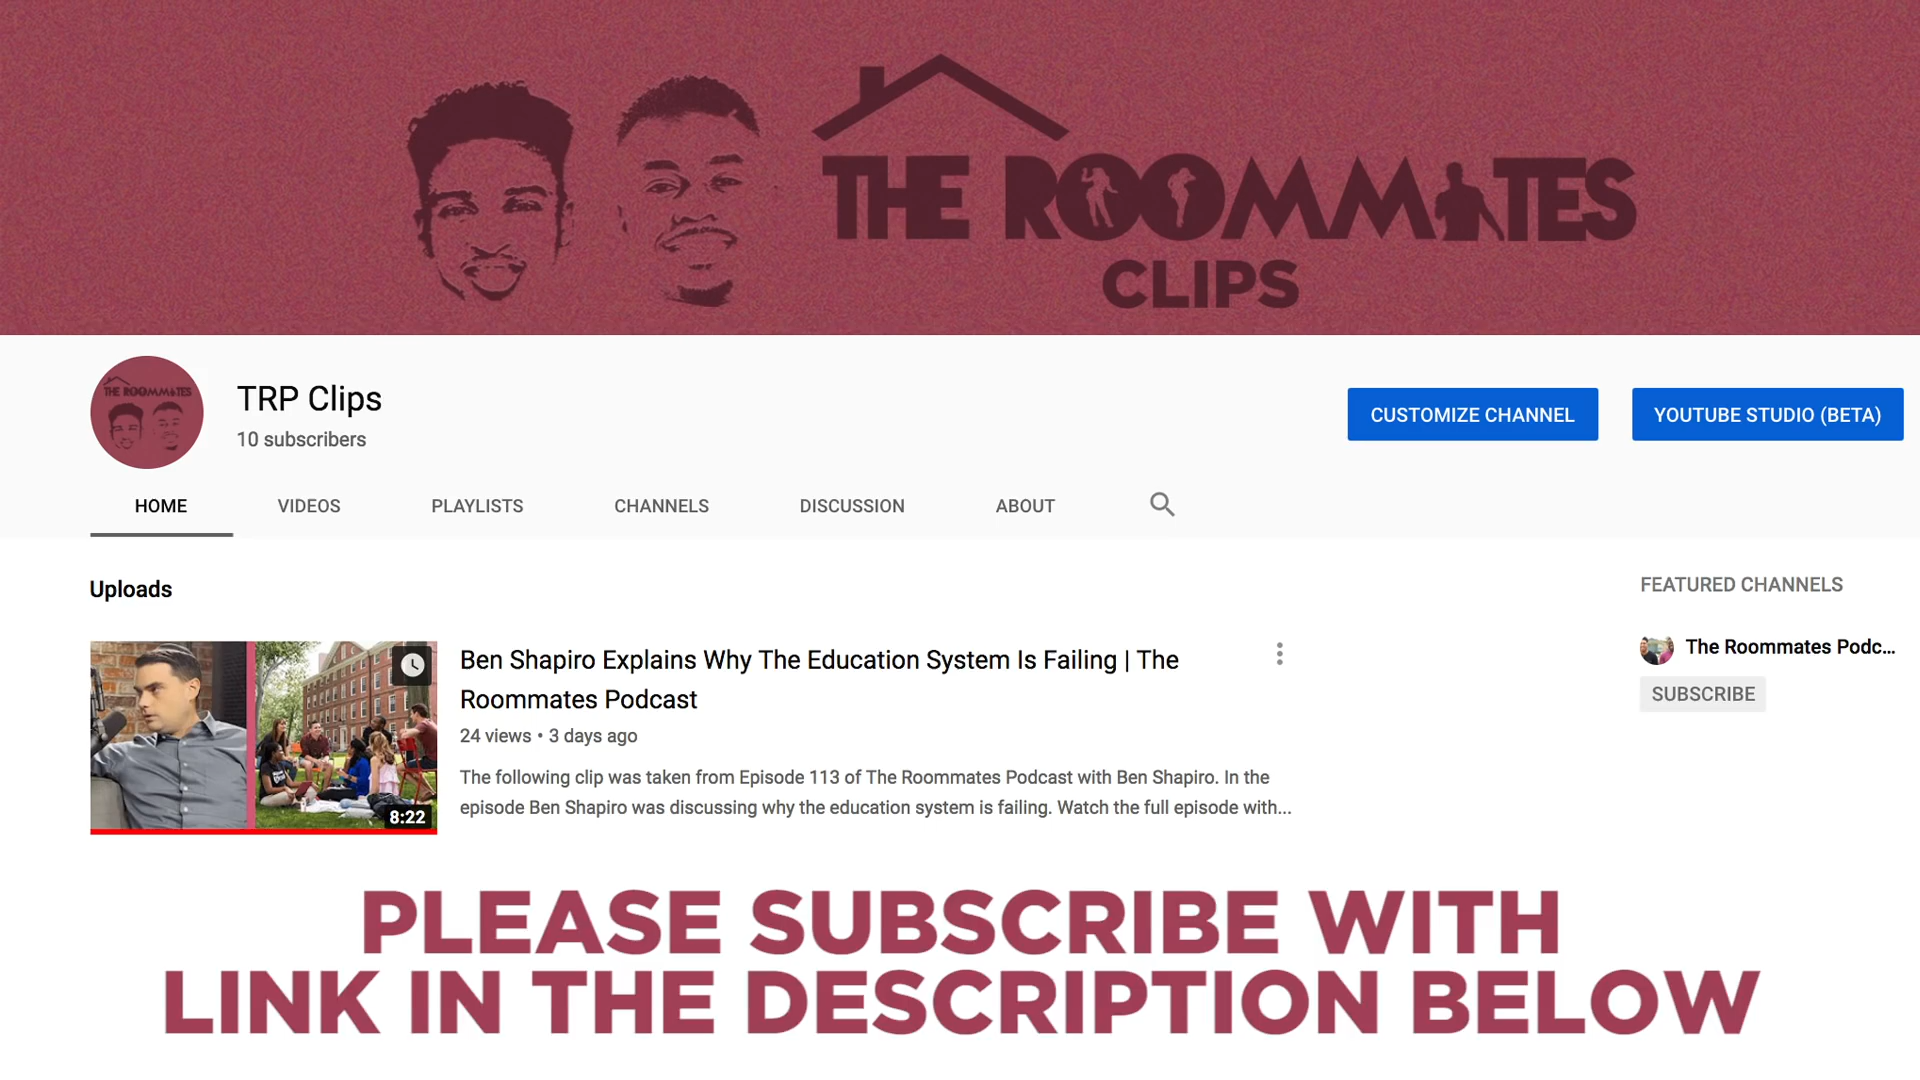 THE ROOMMATES
CLIPS
THE ROOMMATES
TRP Clips
10 subscribers
CUSTOMIZE CHANNEL
YOUTUBE STUDIO (BETA)
HOME
VIDEOS
PLAYLISTS
CHANNELS
DISCUSSION
ABOUT
Uploads
FEATURED CHANNELS
Ben Shapiro Explains Why The Education System Is Failing | The
Roommates Podcast
24 views • 3 days ago
The following clip was taken from Episode 113 of The Roommates Podcast with Ben Shapiro. In the
episode Ben Shapiro was discussing why the education system is failing. Watch the full episode with...
8:22
The Roommates Podc...
SUBSCRIBE
PLEASE SUBSCRIBE WITH
LINK IN THE DESCRIPTION BELOW